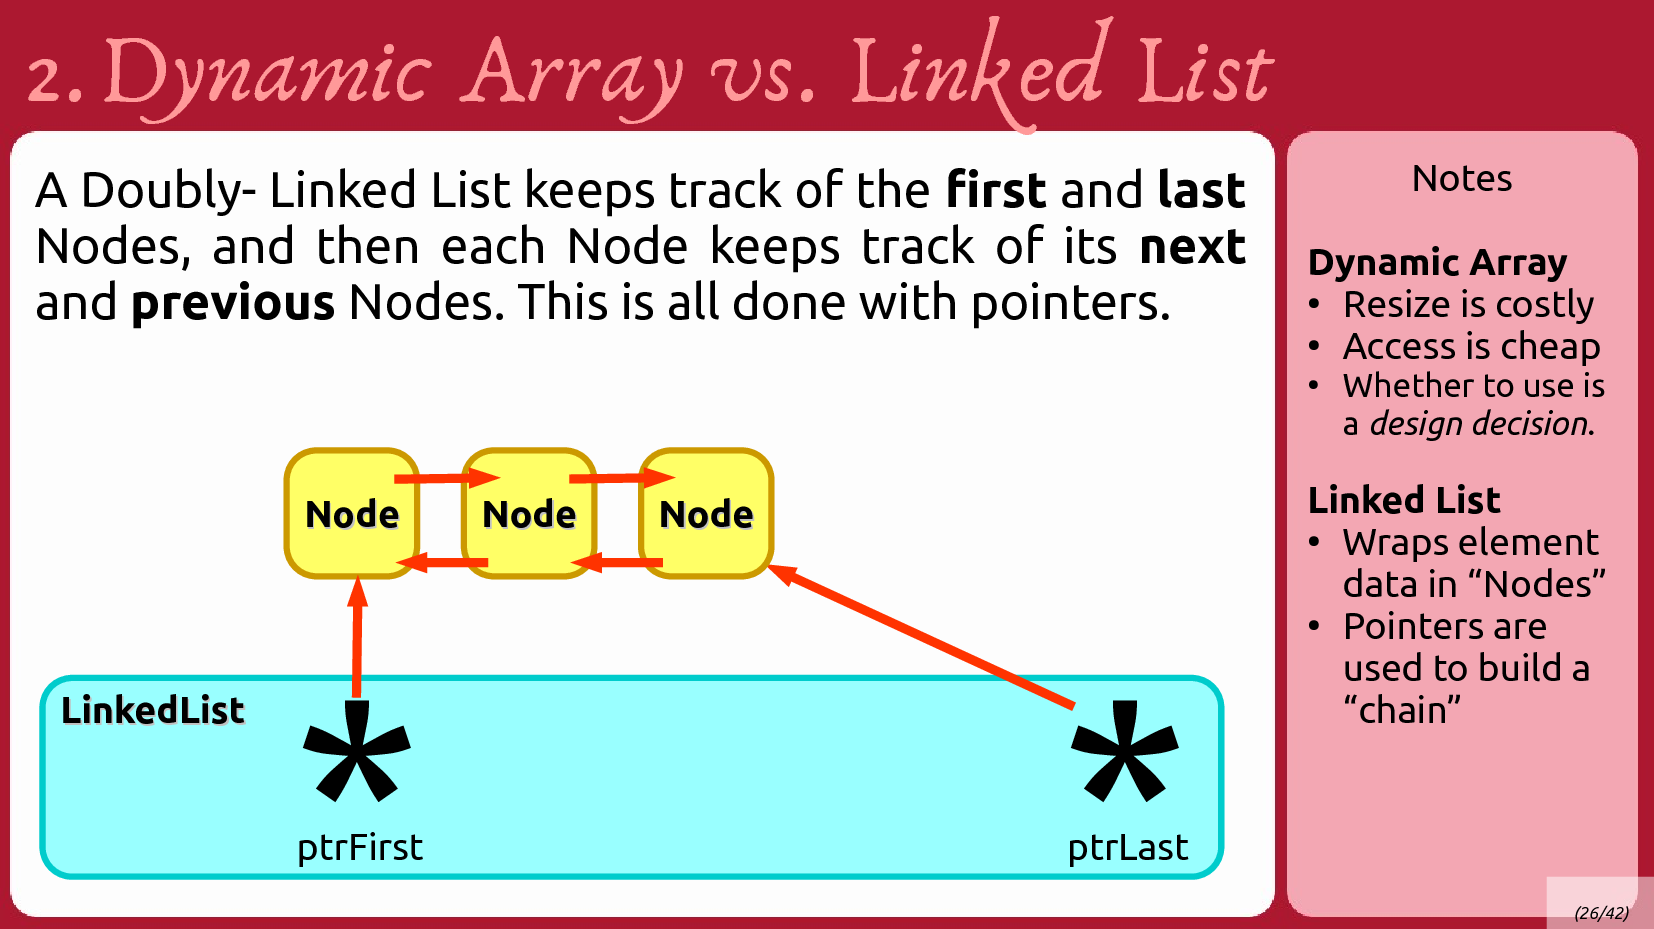 2. Dynamic Array vs. Linked List
A Doubly- Linked List keeps track of the first and last
Nodes, and then each Node keeps track of its next
and previous Nodes. This is all done with pointers.
Node Node Node
LinkedList
* *
ptrFirst ptrLast
Notes
Dynamic Array
• Resize is costly
• Access is cheap
• Whether to use is
a design decision.
Linked List
• Wraps element
data in “Nodes”
• Pointers are
used to build a
“chain”
(26/42)